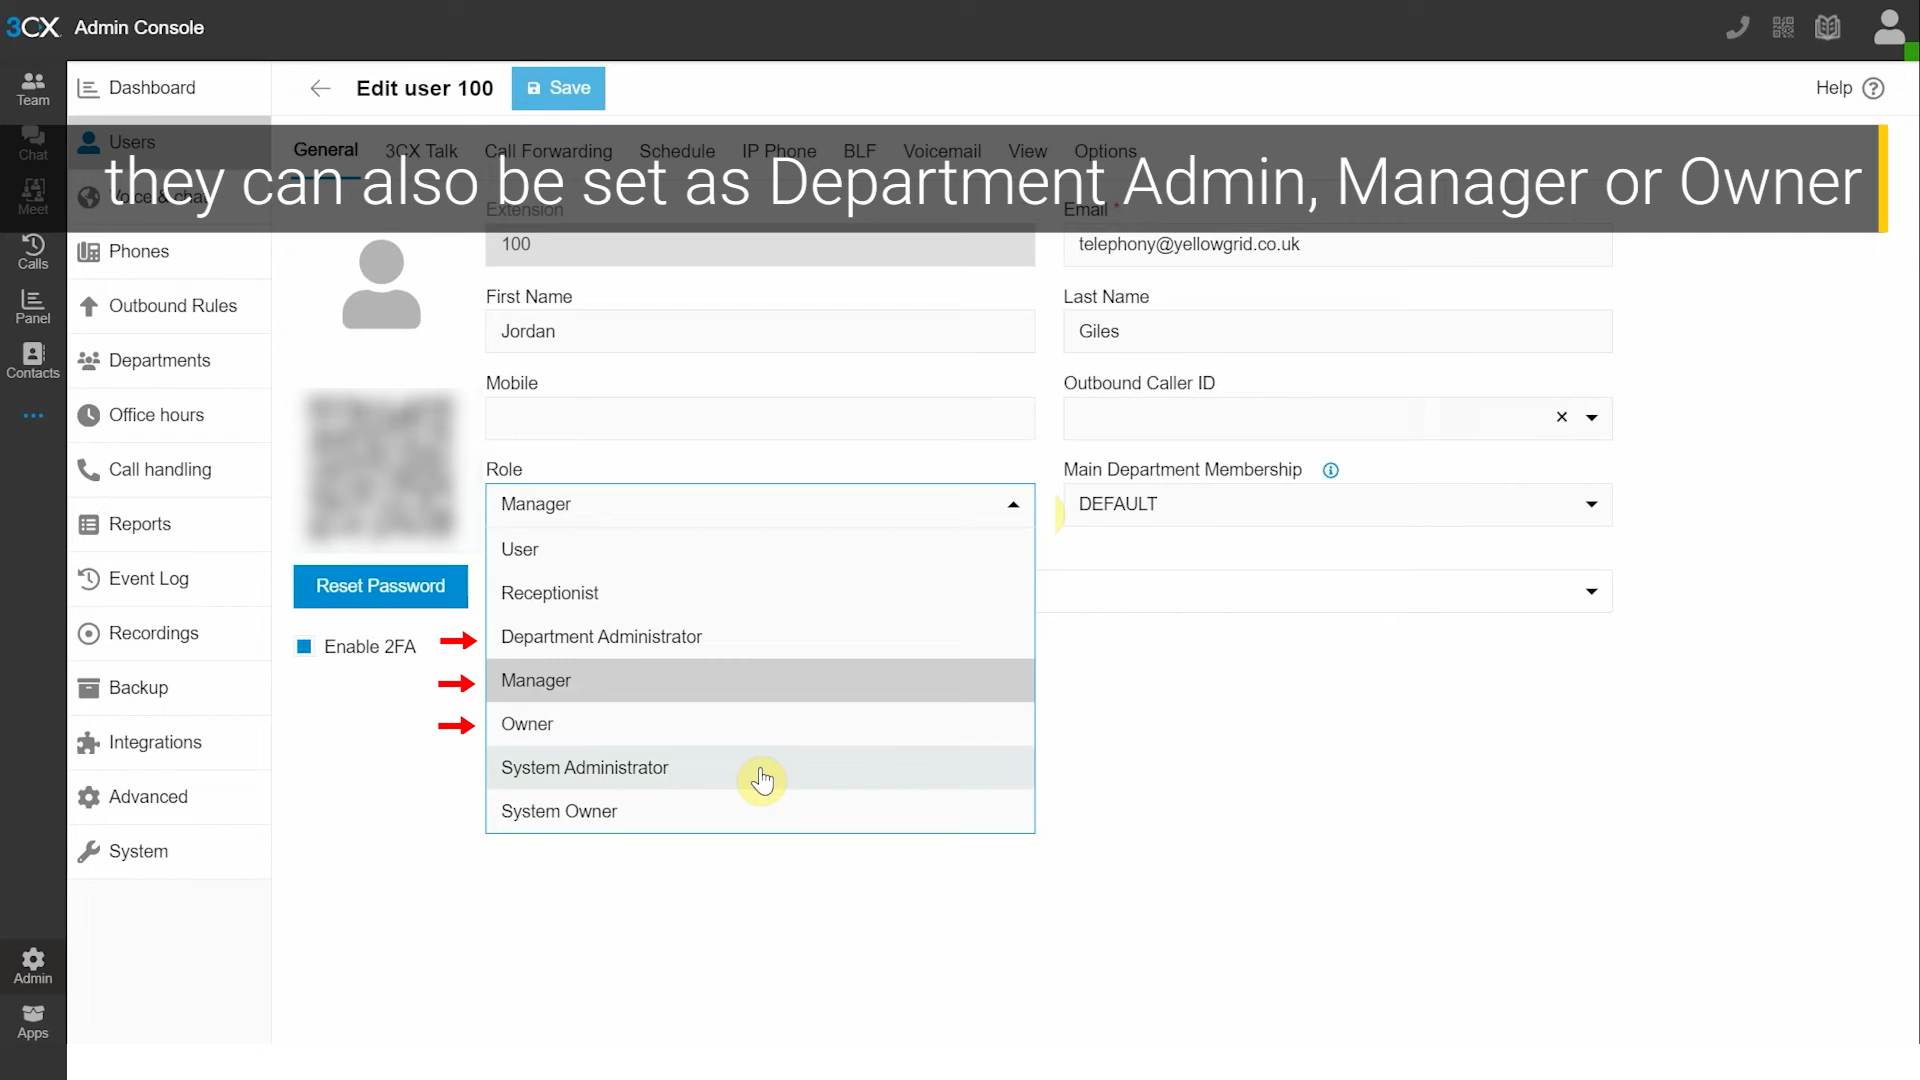 3CX Admin Console
Team
Chat
Meet
Calls
Panel
Contacts
Admin
Apps
Dashboard
Users
Voice & chat
Phones
Outbound Rules
Departments
Office hours
Call handling
Reports
Event Log
Recordings
Backup
Integrations
Advanced
System
Edit user 100
Save
Help
General 3CX Talk Call Forwarding Schedule IP Phone BLF Voicemail View Options
they can also be set as Department Admin, Manager or Owner
Extension
100
Email *
telephony@yellowgrid.co.uk
First Name
Jordan
Last Name
Giles
Mobile
Outbound Caller ID
Role
Manager
Main Department Membership
DEFAULT
User
Receptionist
Department Administrator
Manager
Owner
System Administrator
System Owner
Reset Password
Enable 2FA